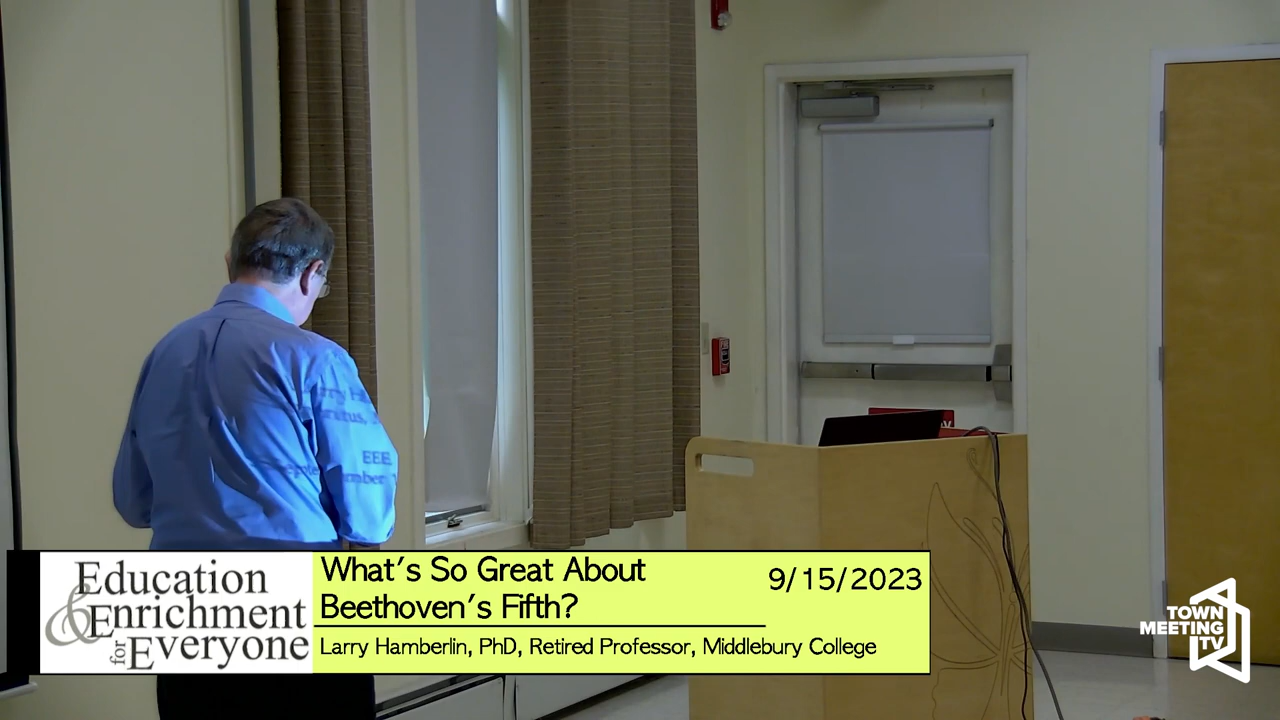 EEE
Education
& Enrichment
for Everyone
What's So Great About
Beethoven's Fifth?
9/15/2023
Larry Hamberlin, PhD, Retired Professor, Middlebury College
TOWN
MEETING
TV